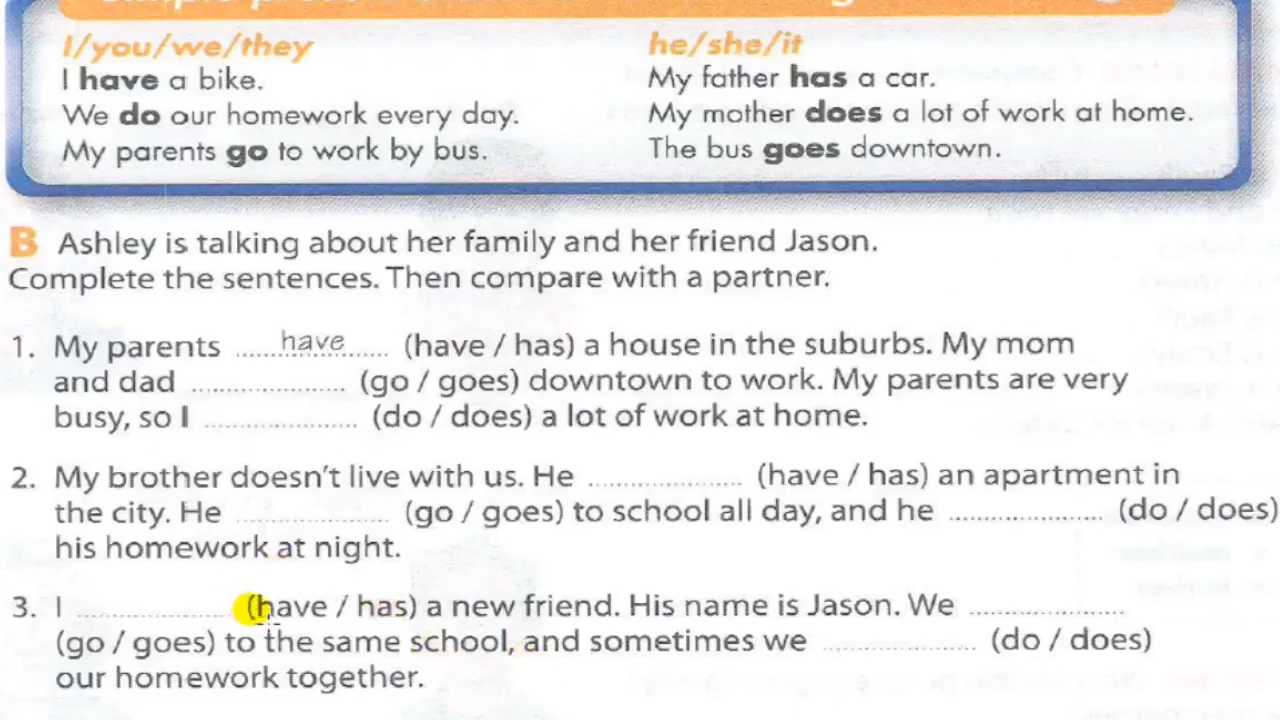 I/you/we/they
he/she/it
I have a bike.
My father has a car.
We do our homework every day.
My mother does a lot of work at home.
My parents go to work by bus.
The bus goes downtown.
B Ashley is talking about her family and her friend Jason.
Complete the sentences. Then compare with a partner.
1. My parents have (have / has) a house in the suburbs. My mom
and dad ............ (go / goes) downtown to work. My parents are very
busy, so I ............ (do / does) a lot of work at home.
2. My brother doesn't live with us. He ............ (have / has) an apartment in
the city. He ............ (go / goes) to school all day, and he ............ (do / does)
his homework at night.
3. I ............ (have / has) a new friend. His name is Jason. We ............
(go / goes) to the same school, and sometimes we ............ (do / does)
our homework together.